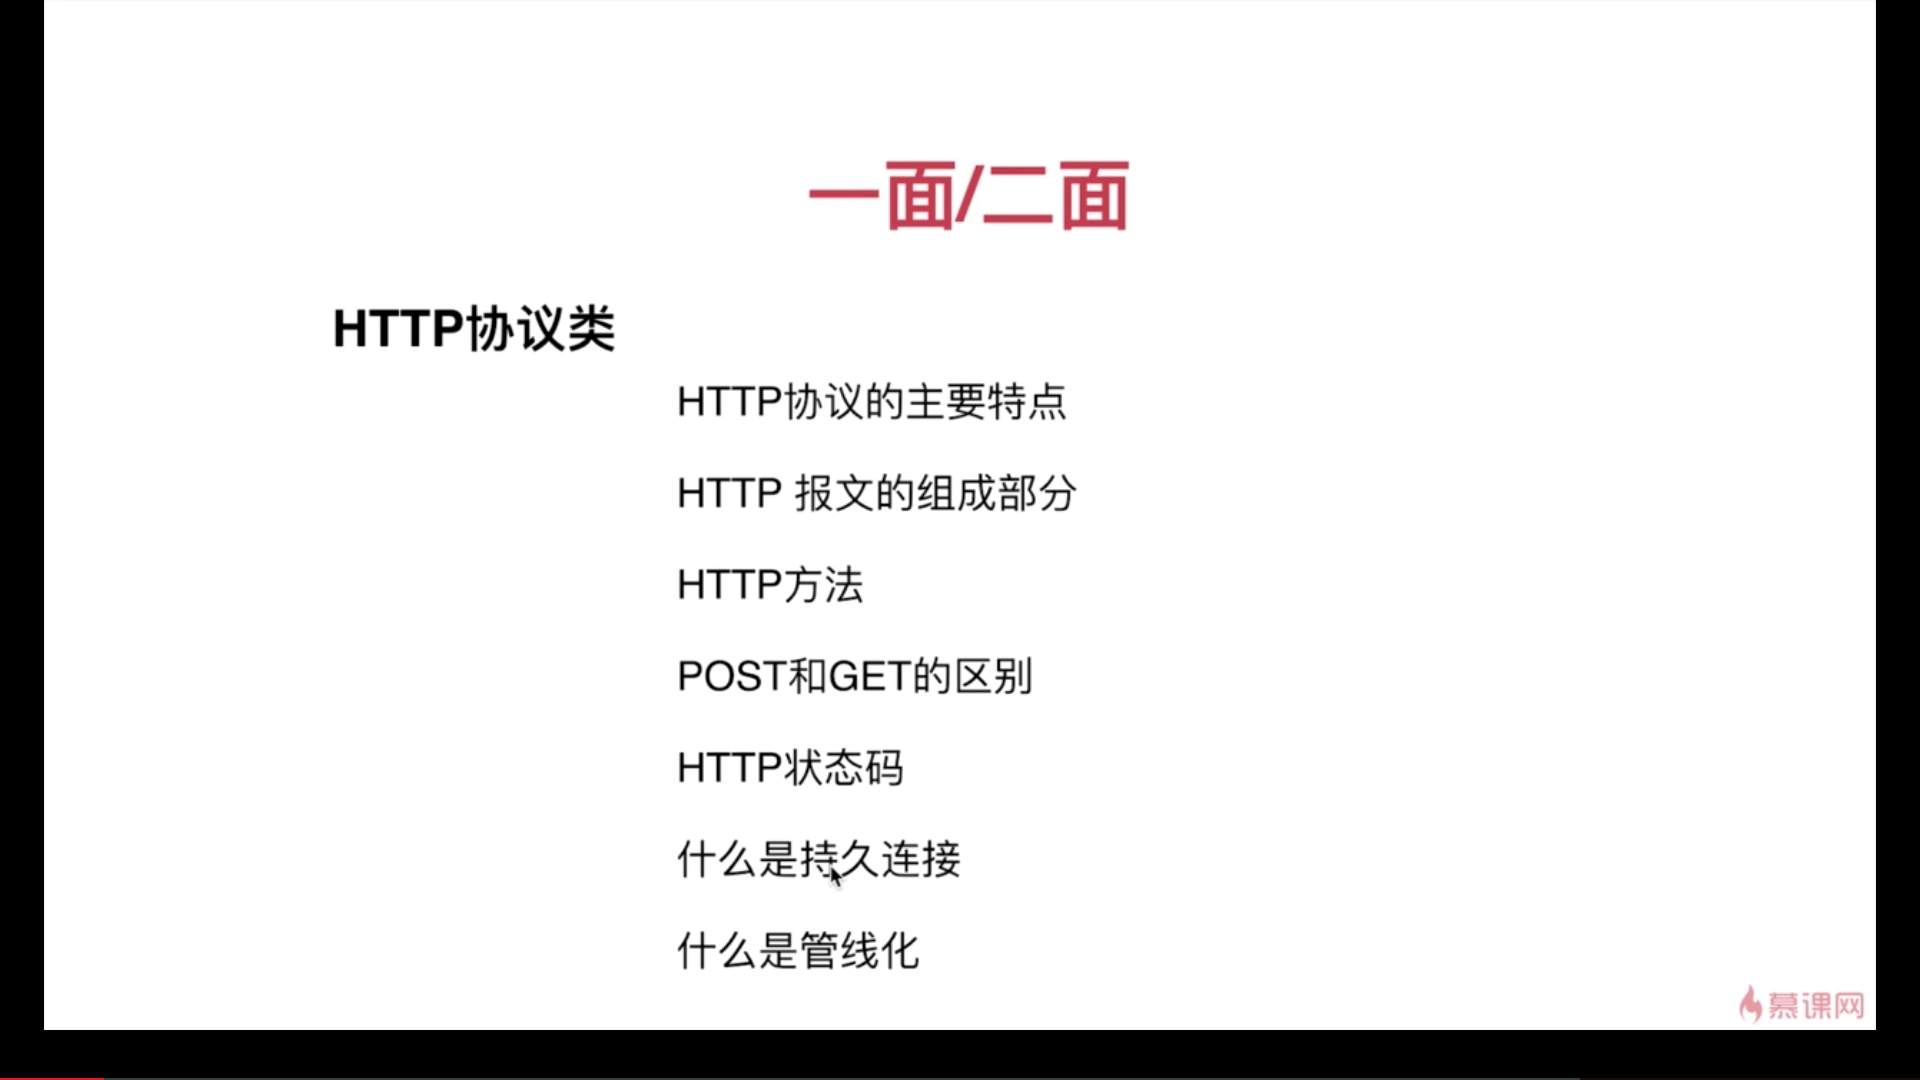 一面/二面
HTTP协议类
HTTP协议的主要特点
HTTP 报文的组成部分
HTTP方法
POST和GET的区别
HTTP状态码
什么是持久连接
什么是管线化
慕课网